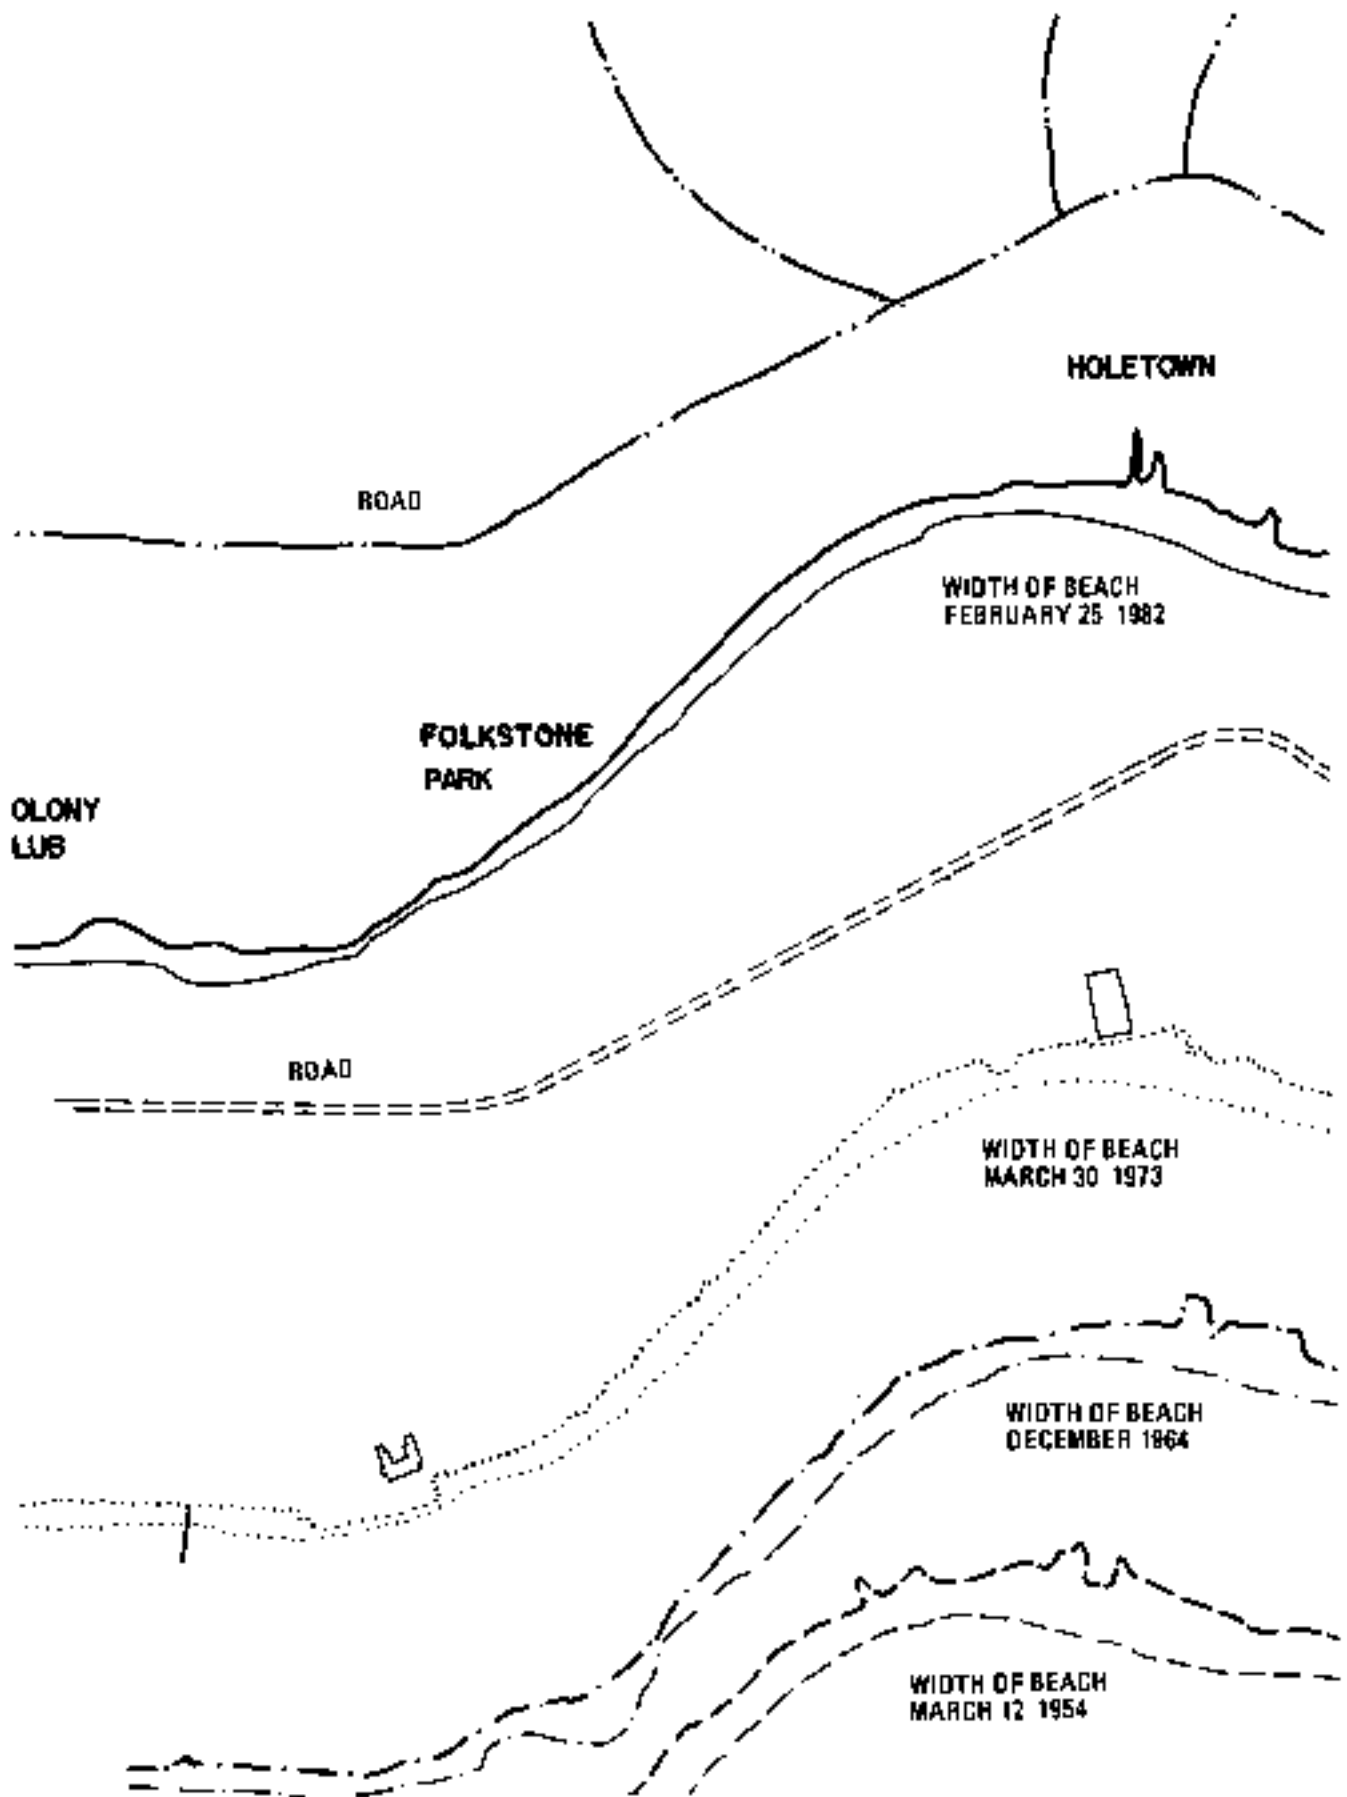 HOLETOWN
ROAD
WIDTH OF BEACH
FEBRUARY 25 1982
FOLKSTONE
PARK
OLONY
LUB
ROAD
WIDTH OF BEACH
MARCH 30 1973
WIDTH OF BEACH
DECEMBER 1964
WIDTH OF BEACH
MARCH 12 1954